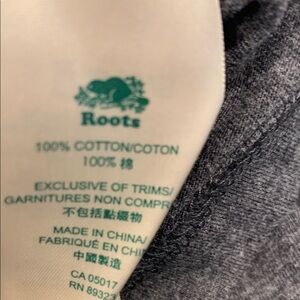 Roots
100% COTTON/COTON
100% 棉
EXCLUSIVE OF TRIMS/
GARNITURES NON COMPR
不包括點綴物
MADE IN CHINA/
FABRIQUÉ EN CHI
中國製造
CA 05017
RN 8932